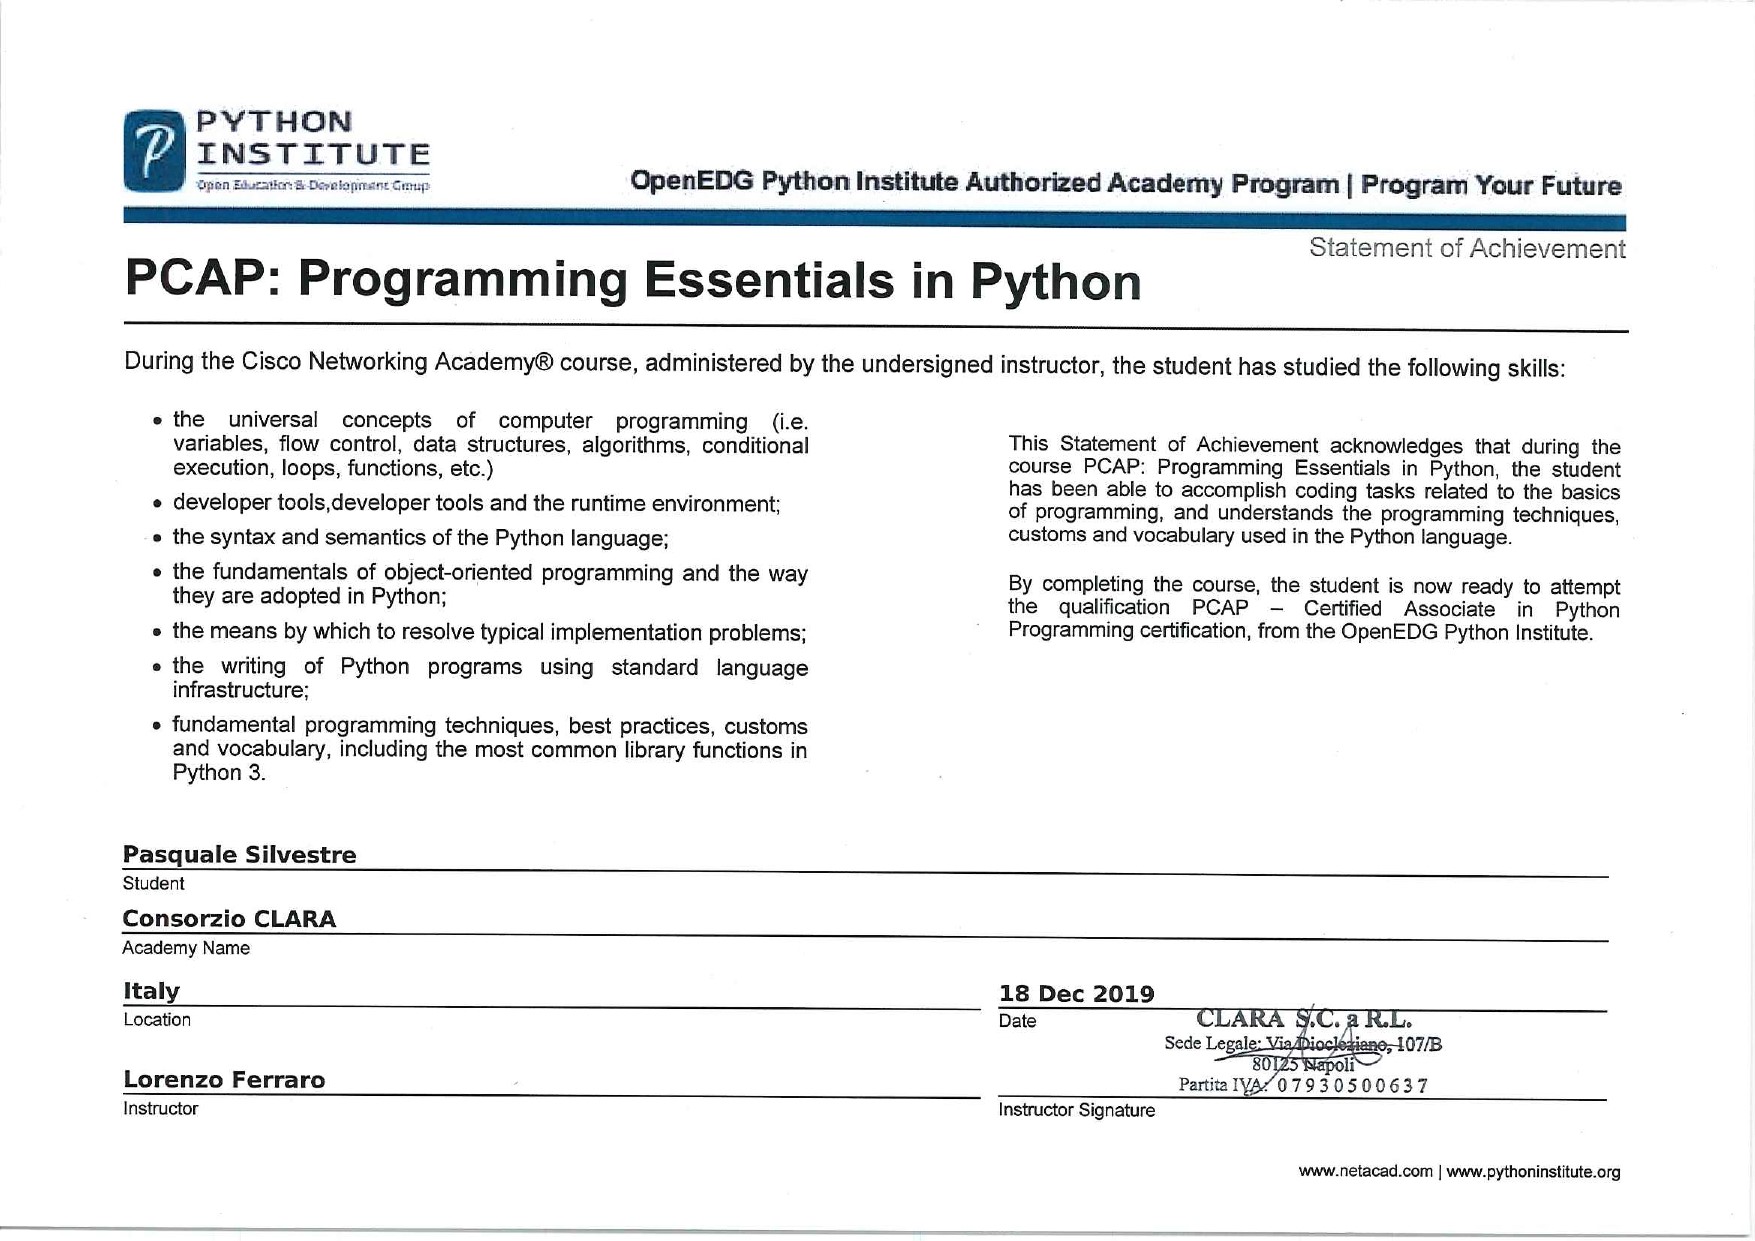 PYTHON
INSTITUTE
Open Education & Development Group
OpenEDG Python Institute Authorized Academy Program | Program Your Future
Statement of Achievement
PCAP: Programming Essentials in Python
During the Cisco Networking Academy® course, administered by the undersigned instructor, the student has studied the following skills:
• the universal concepts of computer programming (i.e.
variables, flow control, data structures, algorithms, conditional
execution, loops, functions, etc.)
• developer tools,developer tools and the runtime environment;
• the syntax and semantics of the Python language;
• the fundamentals of object-oriented programming and the way
they are adopted in Python;
• the means by which to resolve typical implementation problems;
• the writing of Python programs using standard language
infrastructure;
• fundamental programming techniques, best practices, customs
and vocabulary, including the most common library functions in
Python 3.
This Statement of Achievement acknowledges that during the
course PCAP: Programming Essentials in Python, the student
has been able to accomplish coding tasks related to the basics
of programming, and understands the programming techniques,
customs and vocabulary used in the Python language.
By completing the course, the student is now ready to attempt
the qualification PCAP – Certified Associate in Python
Programming certification, from the OpenEDG Python Institute.
Pasquale Silvestre
Student
Consorzio CLARA
Academy Name
Italy
Location
18 Dec 2019
Date
CLARA S.C. a R.L.
Sede Legale: Via Diocleziano, 107/B
80125 Napoli
Partita IVA: 07930500637
Lorenzo Ferraro
Instructor
Instructor Signature
www.netacad.com | www.pythoninstitute.org